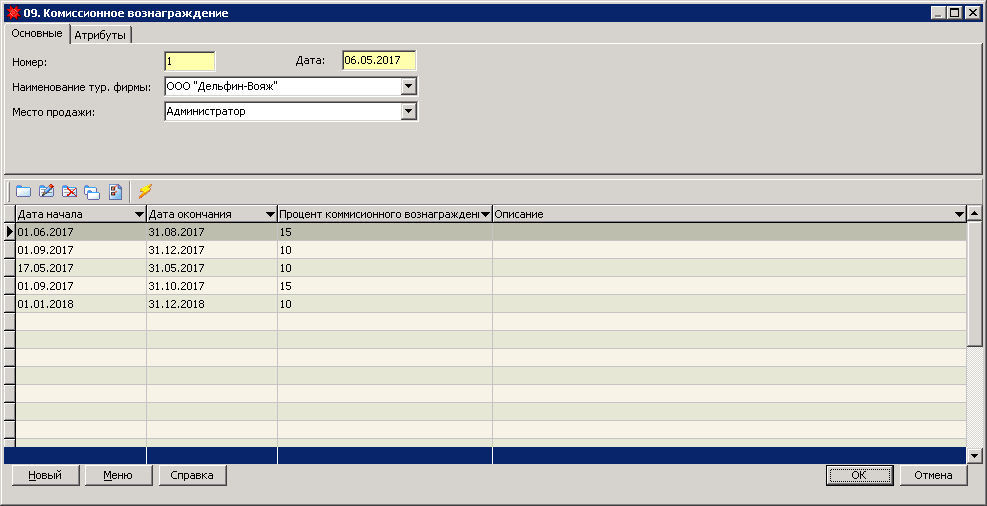 09. Комиссионое вознаграждение
Основные Атрибуты
Номер: 1 Дата: 06.05.2017
Наименование тур. фирмы: ООО "Дельфин-Вояж"
Место продажи: Администратор
Дата начала Дата окончания Процент коммисионного вознаграждени Описание
01.06.2017 31.08.2017 15
01.09.2017 31.12.2017 10
17.05.2017 31.05.2017 10
01.09.2017 31.10.2017 15
01.01.2018 31.12.2018 10
Новый Меню Справка OK Отмена